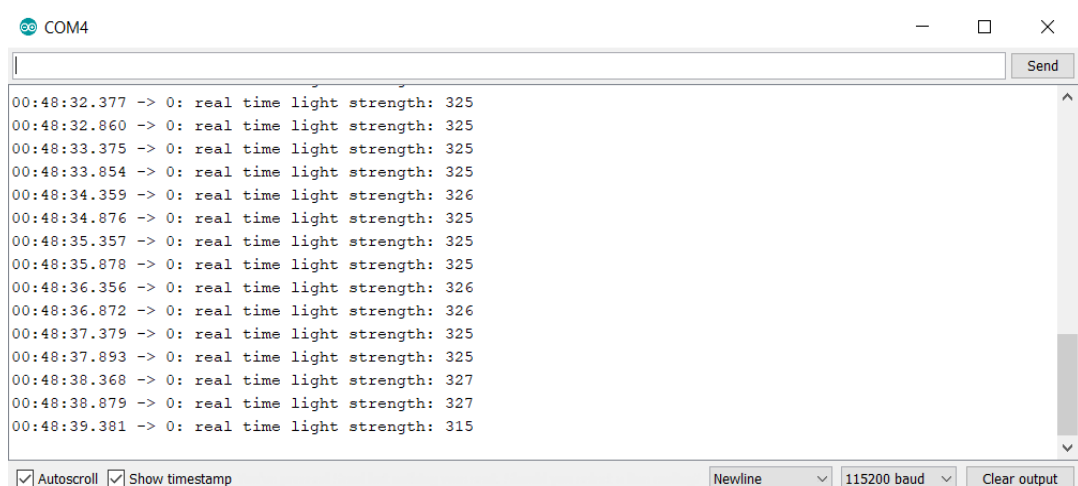 COM4
Send
00:48:32.377 -> 0: real time light strength: 325
00:48:32.860 -> 0: real time light strength: 325
00:48:33.375 -> 0: real time light strength: 325
00:48:33.854 -> 0: real time light strength: 325
00:48:34.359 -> 0: real time light strength: 326
00:48:34.876 -> 0: real time light strength: 325
00:48:35.357 -> 0: real time light strength: 325
00:48:35.878 -> 0: real time light strength: 325
00:48:36.356 -> 0: real time light strength: 326
00:48:36.872 -> 0: real time light strength: 326
00:48:37.379 -> 0: real time light strength: 325
00:48:37.893 -> 0: real time light strength: 325
00:48:38.368 -> 0: real time light strength: 327
00:48:38.879 -> 0: real time light strength: 327
00:48:39.381 -> 0: real time light strength: 315
Autoscroll Show timestamp Newline 115200 baud Clear output